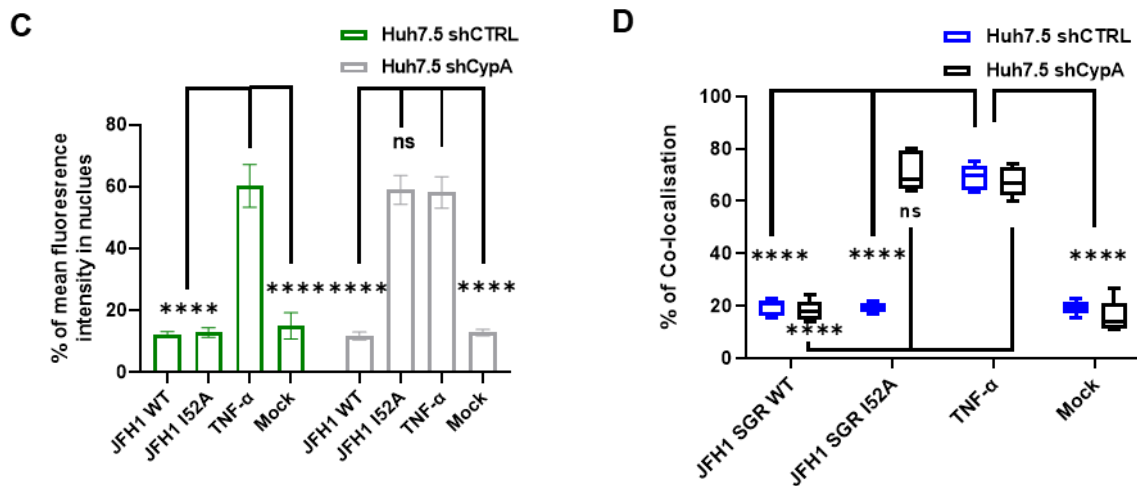 C
Huh7.5 shCTRL
Huh7.5 shCypA
% of mean fluoresrence
intensity in nuclues
80
60
40
20
0
ns
****
****
****
****
JFH1 WT
JFH1 I52A
TNF-α
Mock
JFH1 WT
JFH1 I52A
TNF-α
Mock
D
Huh7.5 shCTRL
Huh7.5 shCypA
% of Co-localisation
100
80
60
40
20
0
ns
****
****
****
****
JFH1 SGR WT
JFH1 SGR I52A
TNF-α
Mock